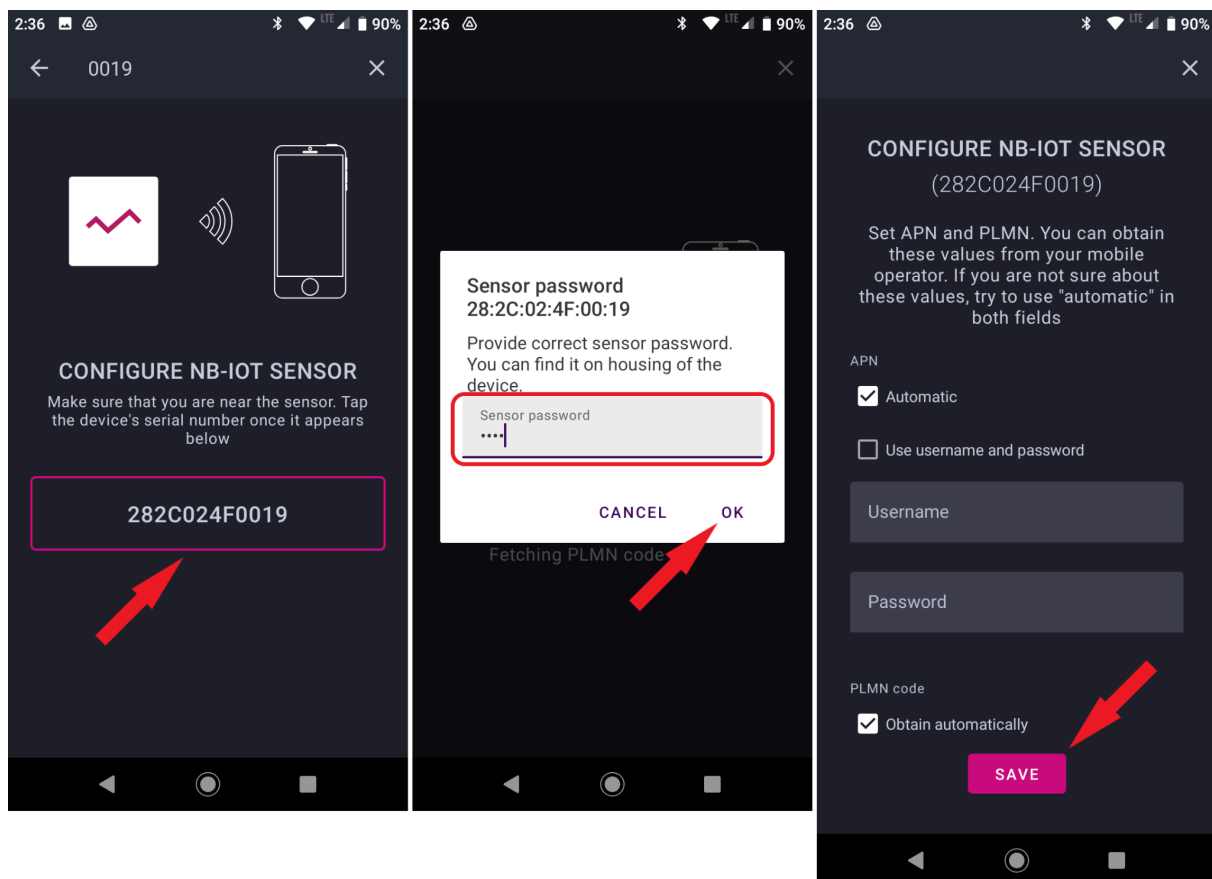 2:36 LTE 90%
0019
CONFIGURE NB-IOT SENSOR
Make sure that you are near the sensor. Tap
the device's serial number once it appears
below
282C024F0019
2:36 LTE 90%
Sensor password
28:2C:02:4F:00:19
Provide correct sensor password.
You can find it on housing of the
device.
Sensor password
••••
CANCEL OK
Fetching PLMN code
2:36 LTE 90%
CONFIGURE NB-IOT SENSOR
(282C024F0019)
Set APN and PLMN. You can obtain
these values from your mobile
operator. If you are not sure about
these values, try to use "automatic" in
both fields
APN
Automatic
Use username and password
Username
Password
PLMN code
Obtain automatically
SAVE